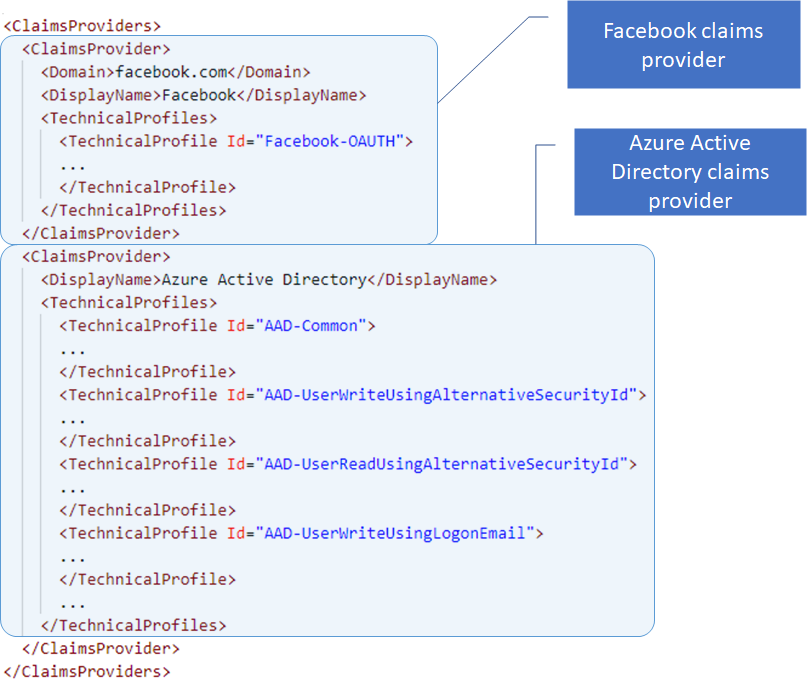 <ClaimsProviders>
<ClaimsProvider>
<Domain>facebook.com</Domain>
<DisplayName>Facebook</DisplayName>
<TechnicalProfiles>
<TechnicalProfile Id="Facebook-OAUTH">
...
</TechnicalProfile>
</TechnicalProfiles>
</ClaimsProvider>
<ClaimsProvider>
<DisplayName>Azure Active Directory</DisplayName>
<TechnicalProfiles>
<TechnicalProfile Id="AAD-Common">
...
</TechnicalProfile>
<TechnicalProfile Id="AAD-UserWriteUsingAlternativeSecurityId">
...
</TechnicalProfile>
<TechnicalProfile Id="AAD-UserReadUsingAlternativeSecurityId">
...
</TechnicalProfile>
<TechnicalProfile Id="AAD-UserWriteUsingLogonEmail">
...
</TechnicalProfile>
...
</TechnicalProfiles>
</ClaimsProvider>
</ClaimsProviders>
Facebook claims
provider
Azure Active
Directory claims
provider